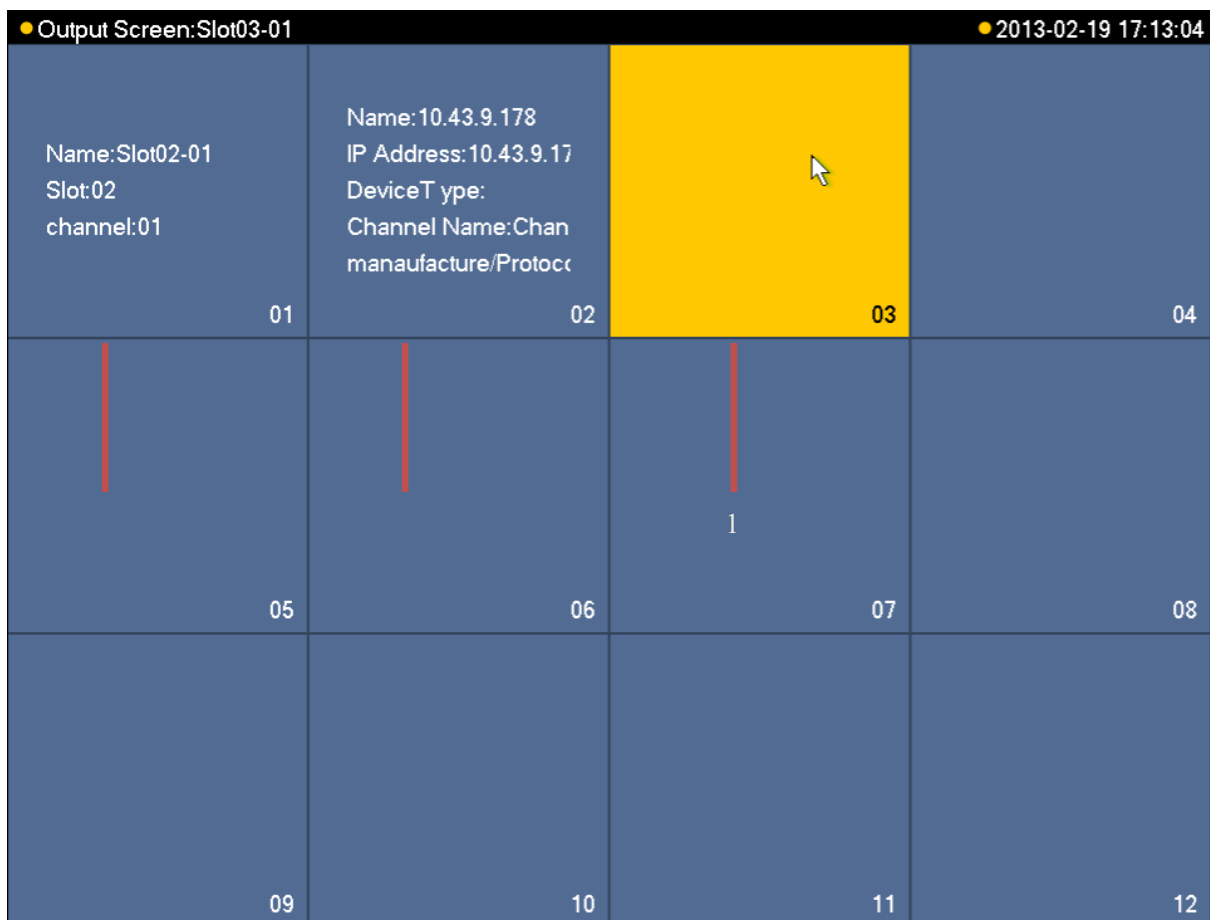 Output Screen:Slot03-01 2013-02-19 17:13:04
Name:Slot02-01
Slot:02
channel:01
01
Name:10.43.9.178
IP Address:10.43.9.17
DeviceT ype:
Channel Name:Chan
manaufacture/Protoco
02
03
04
05
06
1
07
08
09
10
11
12